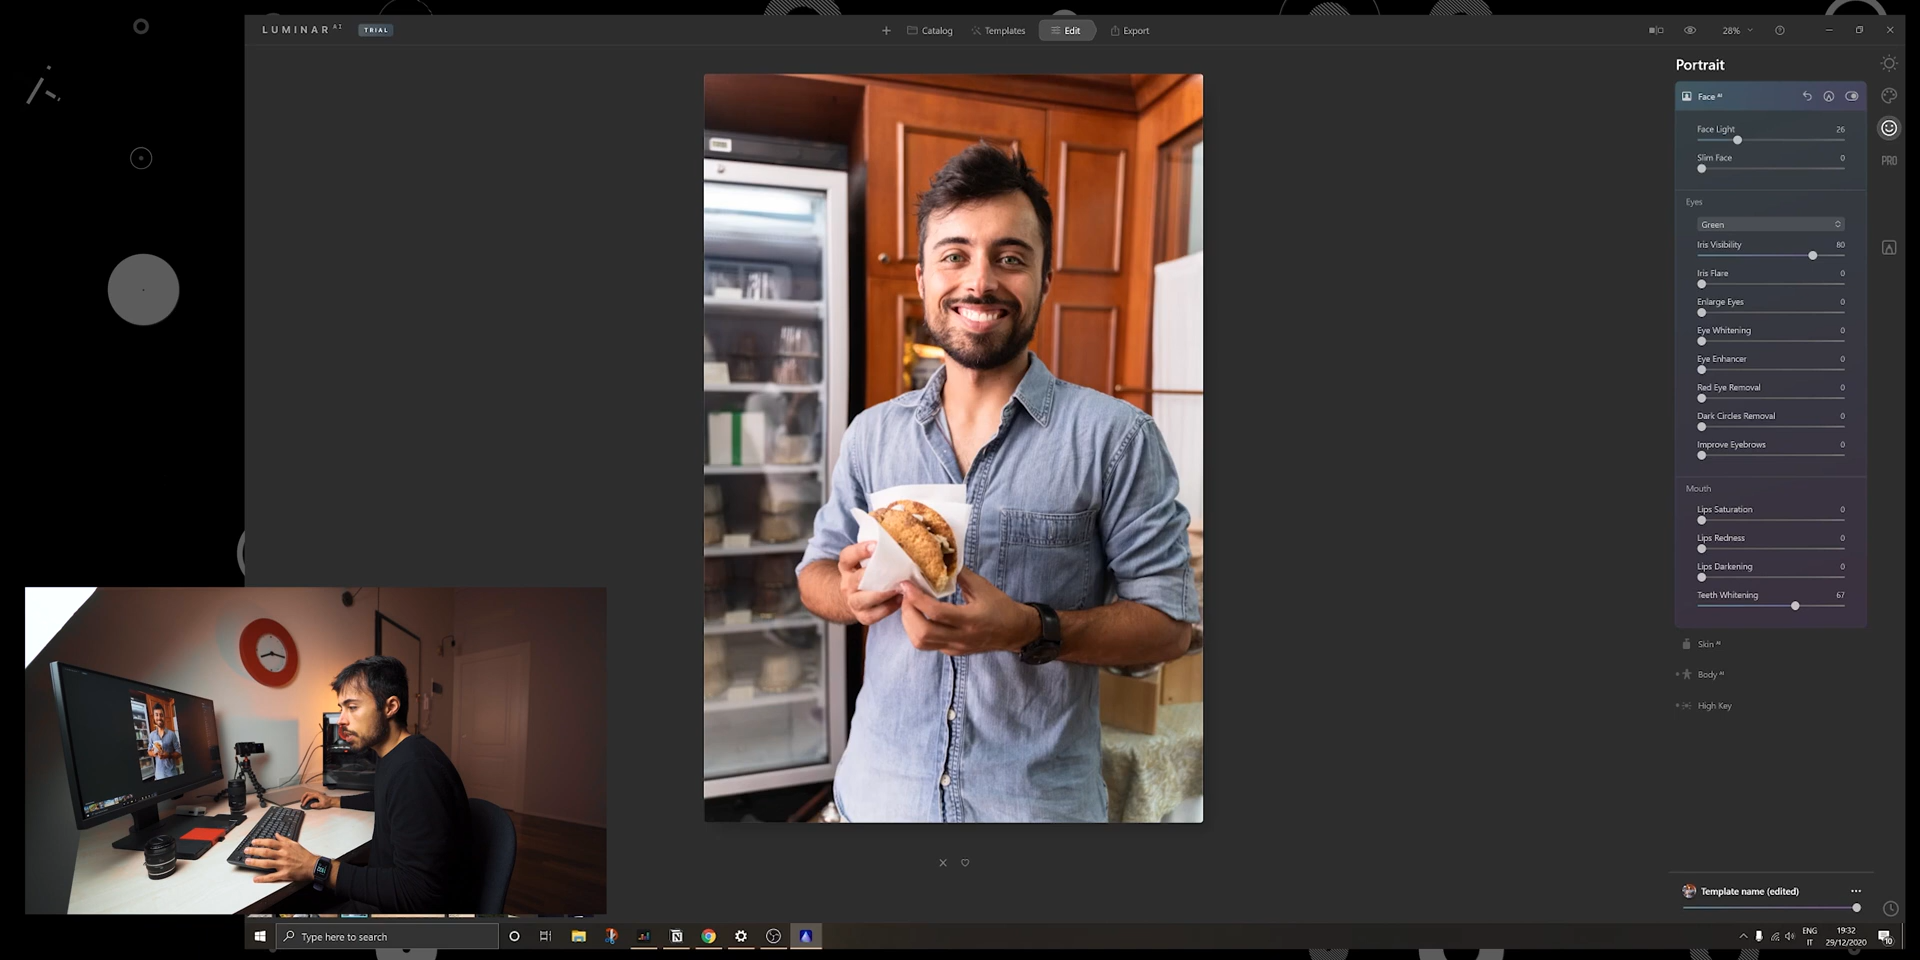 LUMINAR AI TRIAL
Catalog Templates Edit Export
28%
Portrait
Face AI
Face Light 26
Slim Face 0
Eyes
Green
Iris Visibility 80
Iris Flare 0
Enlarge Eyes 0
Eye Whitening 0
Eye Enhancer 0
Red Eye Removal 0
Dark Circles Removal 0
Improve Eyebrows 0
Mouth
Lips Saturation 0
Lips Redness 0
Lips Darkening 0
Teeth Whitening 67
Skin AI
Body AI
High Key
PRO
Template name (edited)
Type here to search
ENG
IT
19:32
29/12/2020
10